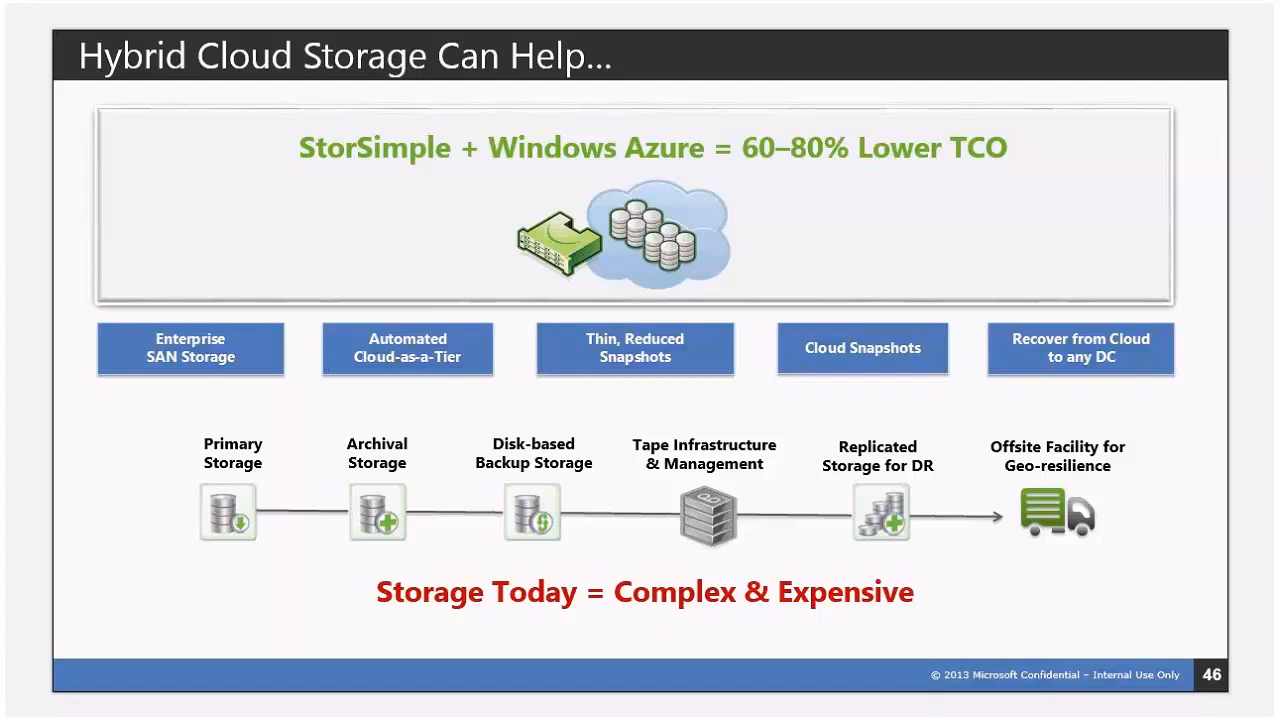 Hybrid Cloud Storage Can Help...
StorSimple + Windows Azure = 60–80% Lower TCO
Enterprise
SAN Storage
Automated
Cloud-as-a-Tier
Thin, Reduced
Snapshots
Cloud Snapshots
Recover from Cloud
to any DC
Primary
Storage
Archival
Storage
Disk-based
Backup Storage
Tape Infrastructure
& Management
Replicated
Storage for DR
Offsite Facility for
Geo-resilience
Storage Today = Complex & Expensive
© 2013 Microsoft Confidential – Internal Use Only
46